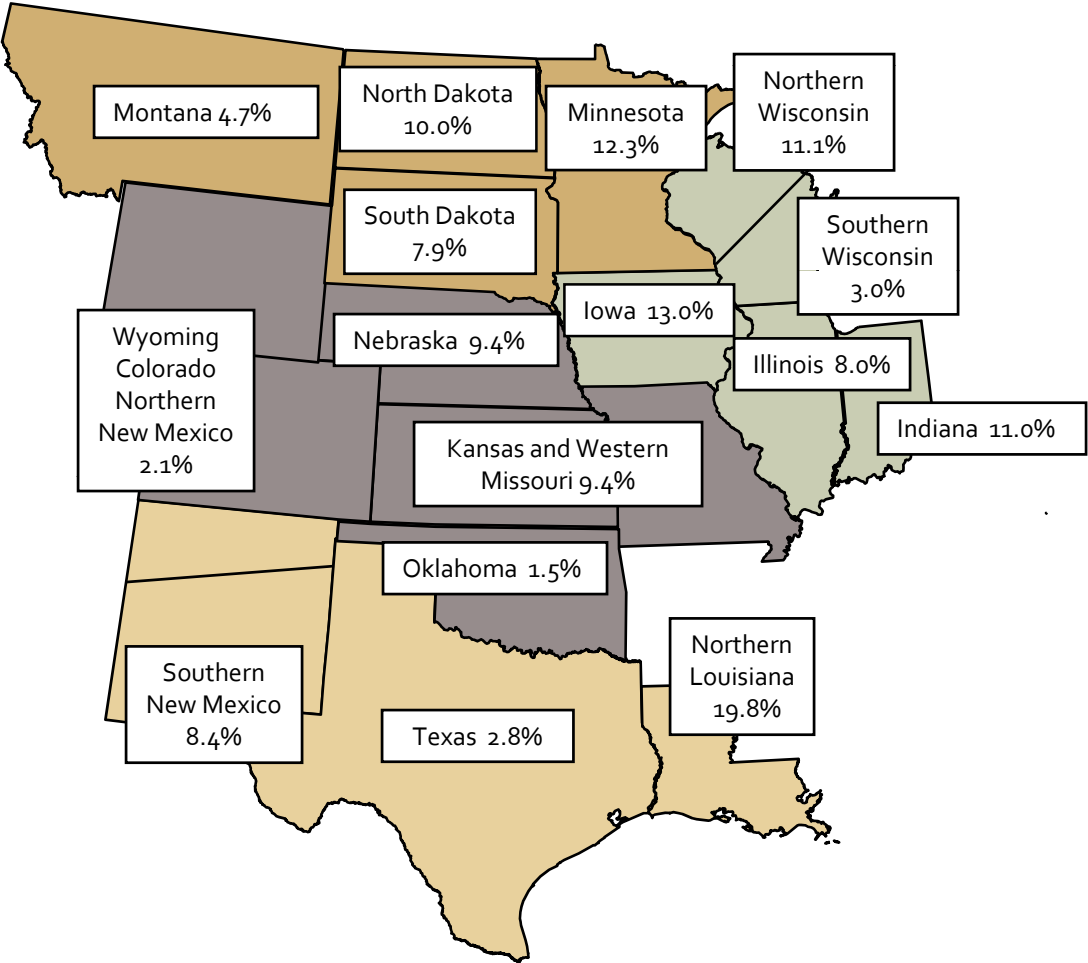 Montana 4.7%
North Dakota
10.0%
Minnesota
12.3%
Northern
Wisconsin
11.1%
South Dakota
7.9%
Southern
Wisconsin
3.0%
Iowa 13.0%
Nebraska 9.4%
Illinois 8.0%
Wyoming
Colorado
Northern
New Mexico
2.1%
Indiana 11.0%
Kansas and Western
Missouri 9.4%
Oklahoma 1.5%
Northern
Louisiana
19.8%
Southern
New Mexico
8.4%
Texas 2.8%